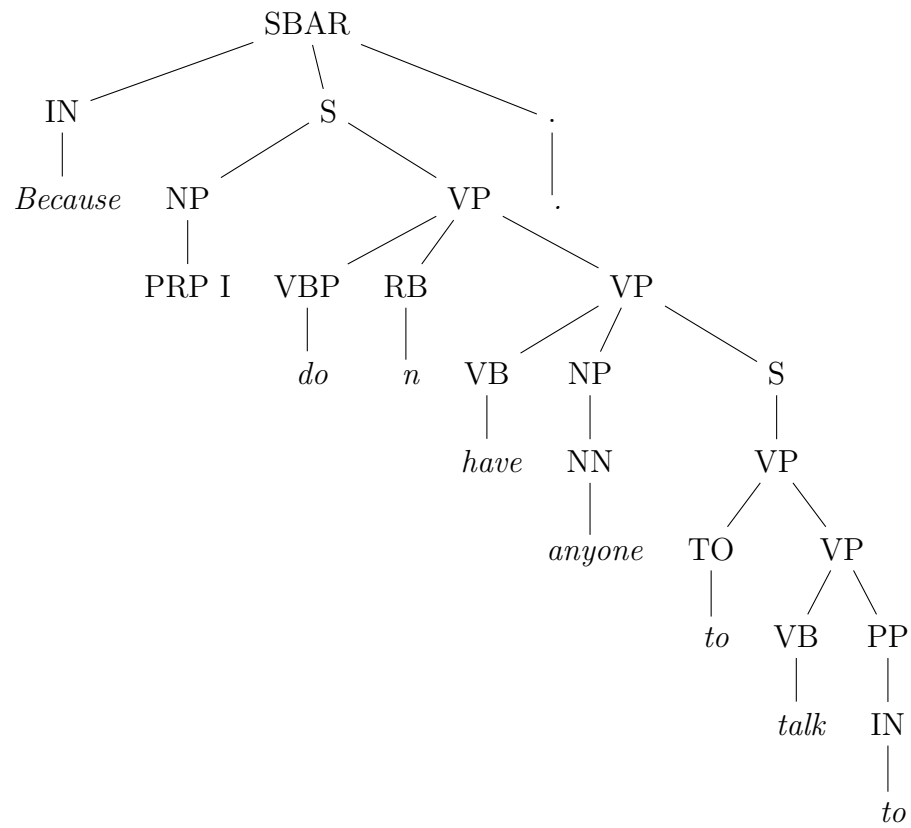 SBAR
IN S .
Because NP VP .
PRP I VBP RB VP
do n VB NP S
have NN VP
anyone TO VP
to VB PP
talk IN
to